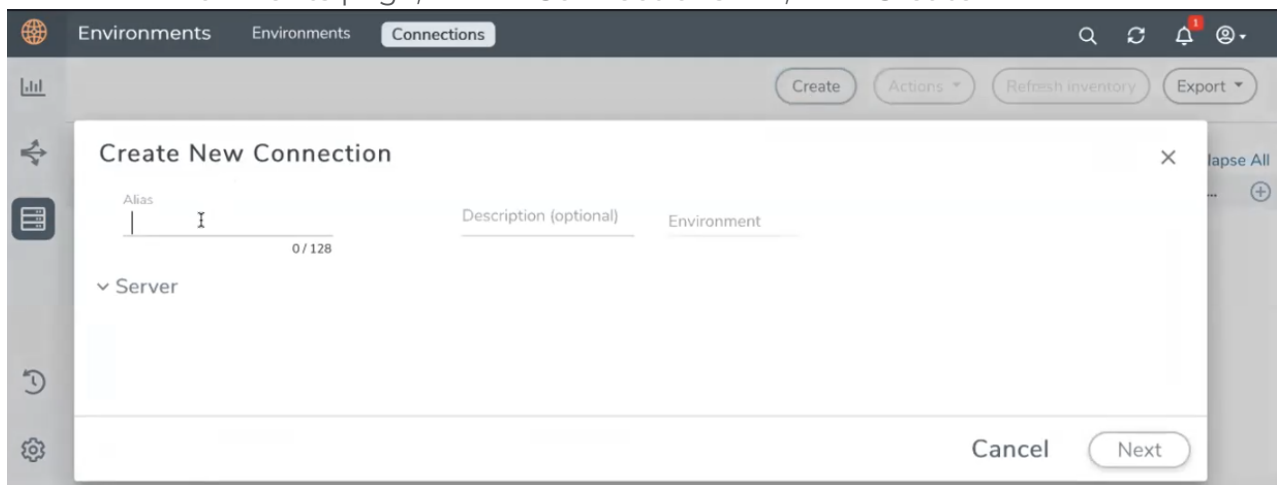 Environments Environments Connections 1
Create Actions Refresh Inventory Export
Create New Connection
lapse All
Alias
Description (optional) Environment
...
0 / 128
Server
Cancel Next